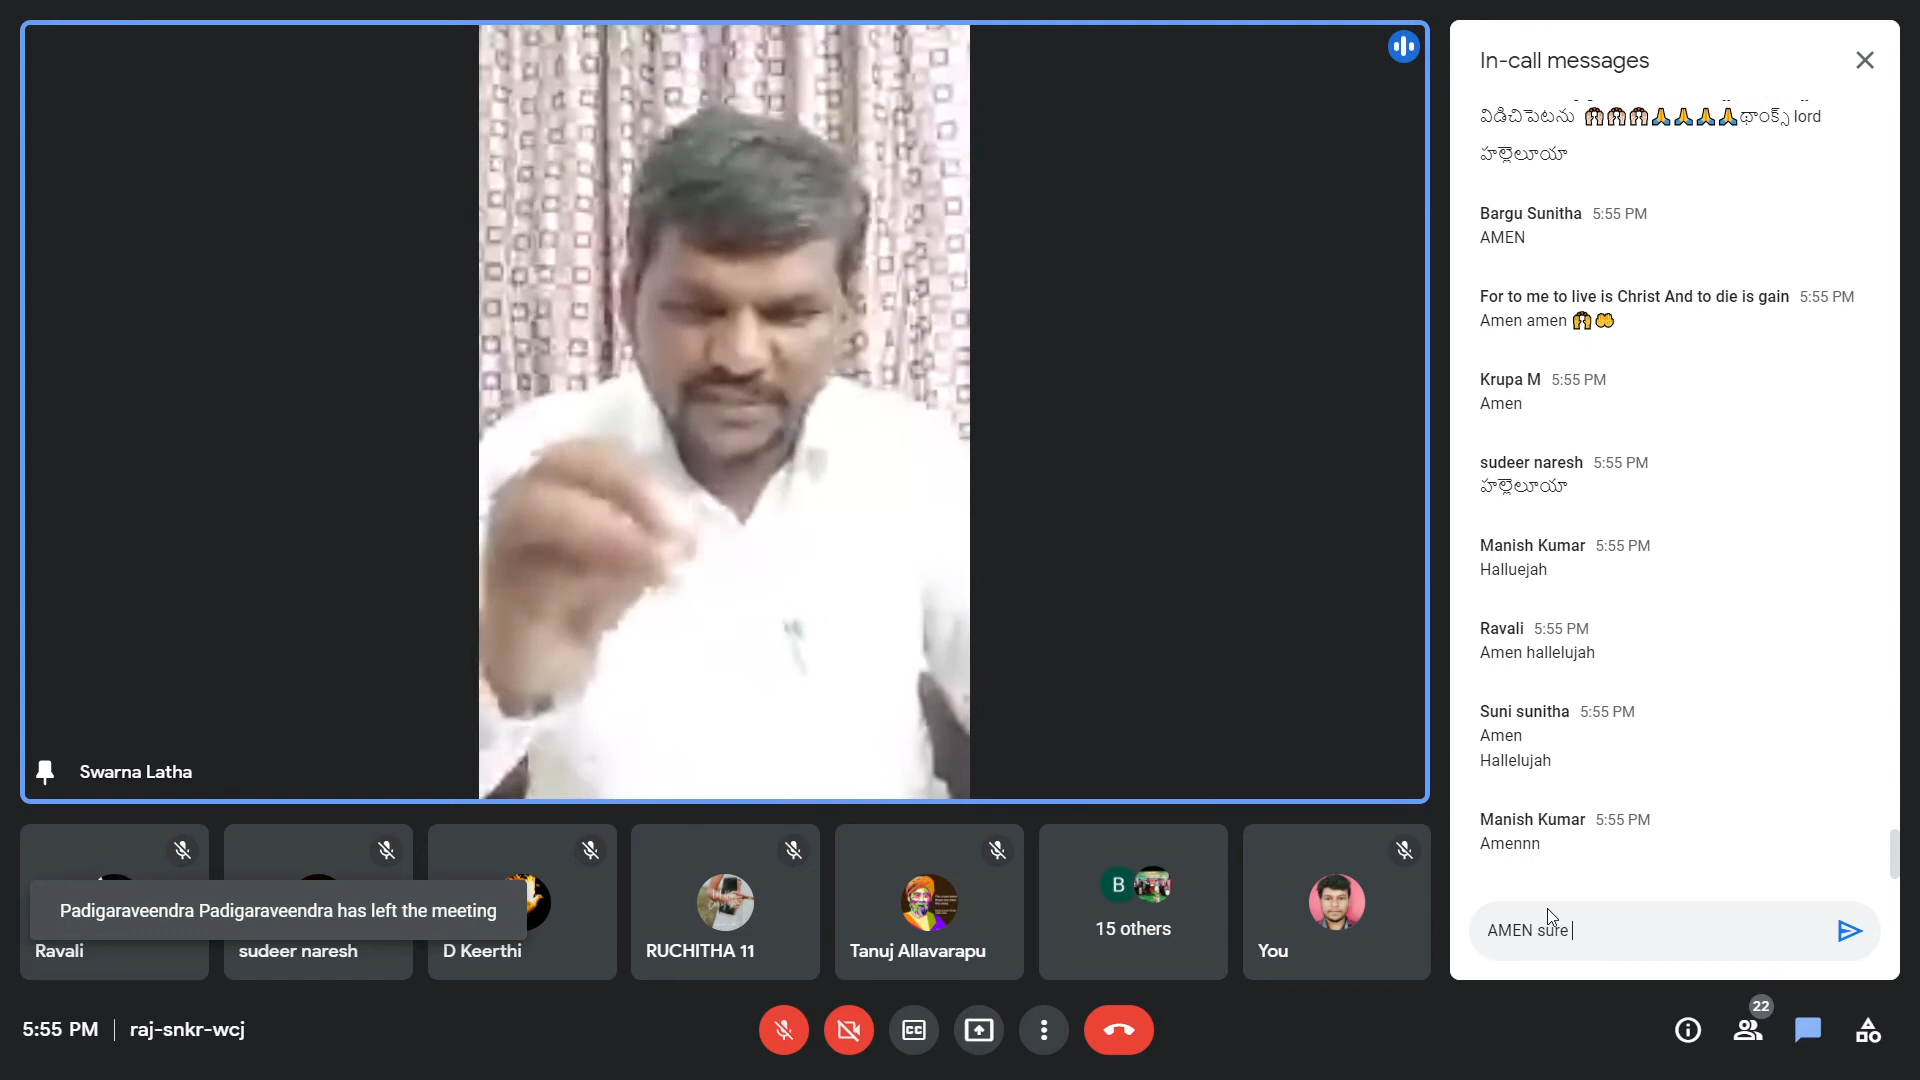 In-call messages
విడిచిపెటను 🙌🙌🙌🙏🙏🙏🙏థాంక్స్ lord
హల్లెలూయా
Bargu Sunitha 5:55 PM
AMEN
For to me to live is Christ And to die is gain 5:55 PM
Amen amen 🙌🤲
Krupa M 5:55 PM
Amen
sudeer naresh 5:55 PM
హల్లెలూయా
Manish Kumar 5:55 PM
Halluejah
Ravali 5:55 PM
Amen hallelujah
Suni sunitha 5:55 PM
Amen
Hallelujah
Manish Kumar 5:55 PM
Amennn
AMEN sure
Swarna Latha
Padigaraveendra Padigaraveendra has left the meeting
Ravali
sudeer naresh
D Keerthi
RUCHITHA 11
Tanuj Allavarapu
B
15 others
You
5:55 PM | raj-snkr-wcj
CC
22